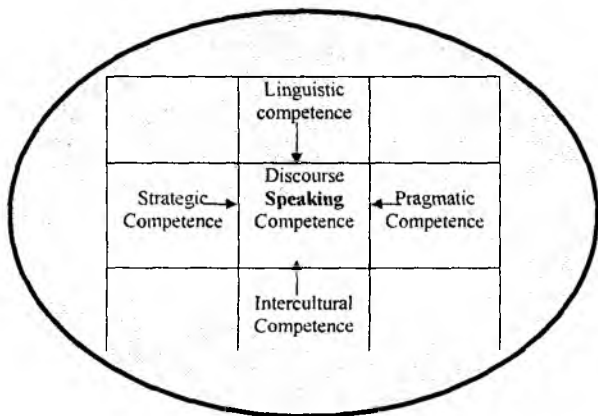 Linguistic
competence
Discourse
Strategic Speaking Pragmatic
Competence Competence Competence
Intercultural
Competence